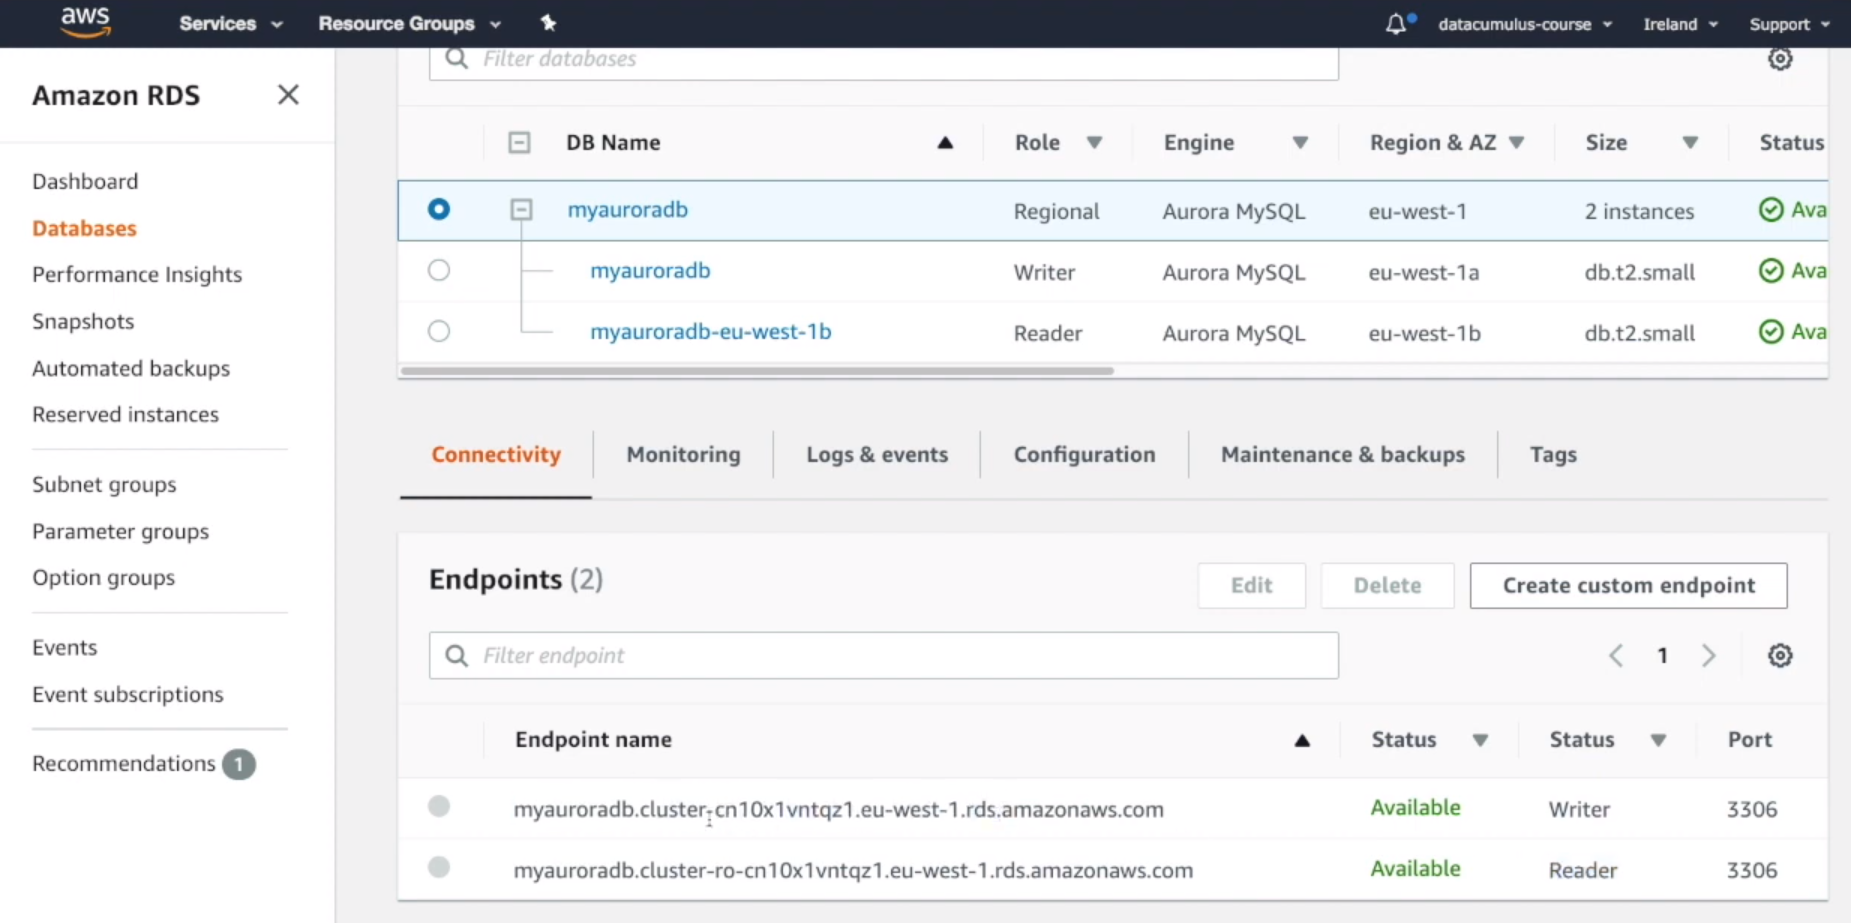 aws Services Resource Groups datacumulus-course Ireland Support
Amazon RDS
Dashboard
Databases
Performance Insights
Snapshots
Automated backups
Reserved instances
Subnet groups
Parameter groups
Option groups
Events
Event subscriptions
Recommendations 1
Filter databases
DB Name Role Engine Region & AZ Size Status
myauroradb Regional Aurora MySQL eu-west-1 2 instances Ava
myauroradb Writer Aurora MySQL eu-west-1a db.t2.small Ava
myauroradb-eu-west-1b Reader Aurora MySQL eu-west-1b db.t2.small Ava
Connectivity Monitoring Logs & events Configuration Maintenance & backups Tags
Endpoints (2) Edit Delete Create custom endpoint
Filter endpoint 1
Endpoint name Status Status Port
myauroradb.cluster-cn10x1vntqz1.eu-west-1.rds.amazonaws.com Available Writer 3306
myauroradb.cluster-ro-cn10x1vntqz1.eu-west-1.rds.amazonaws.com Available Reader 3306